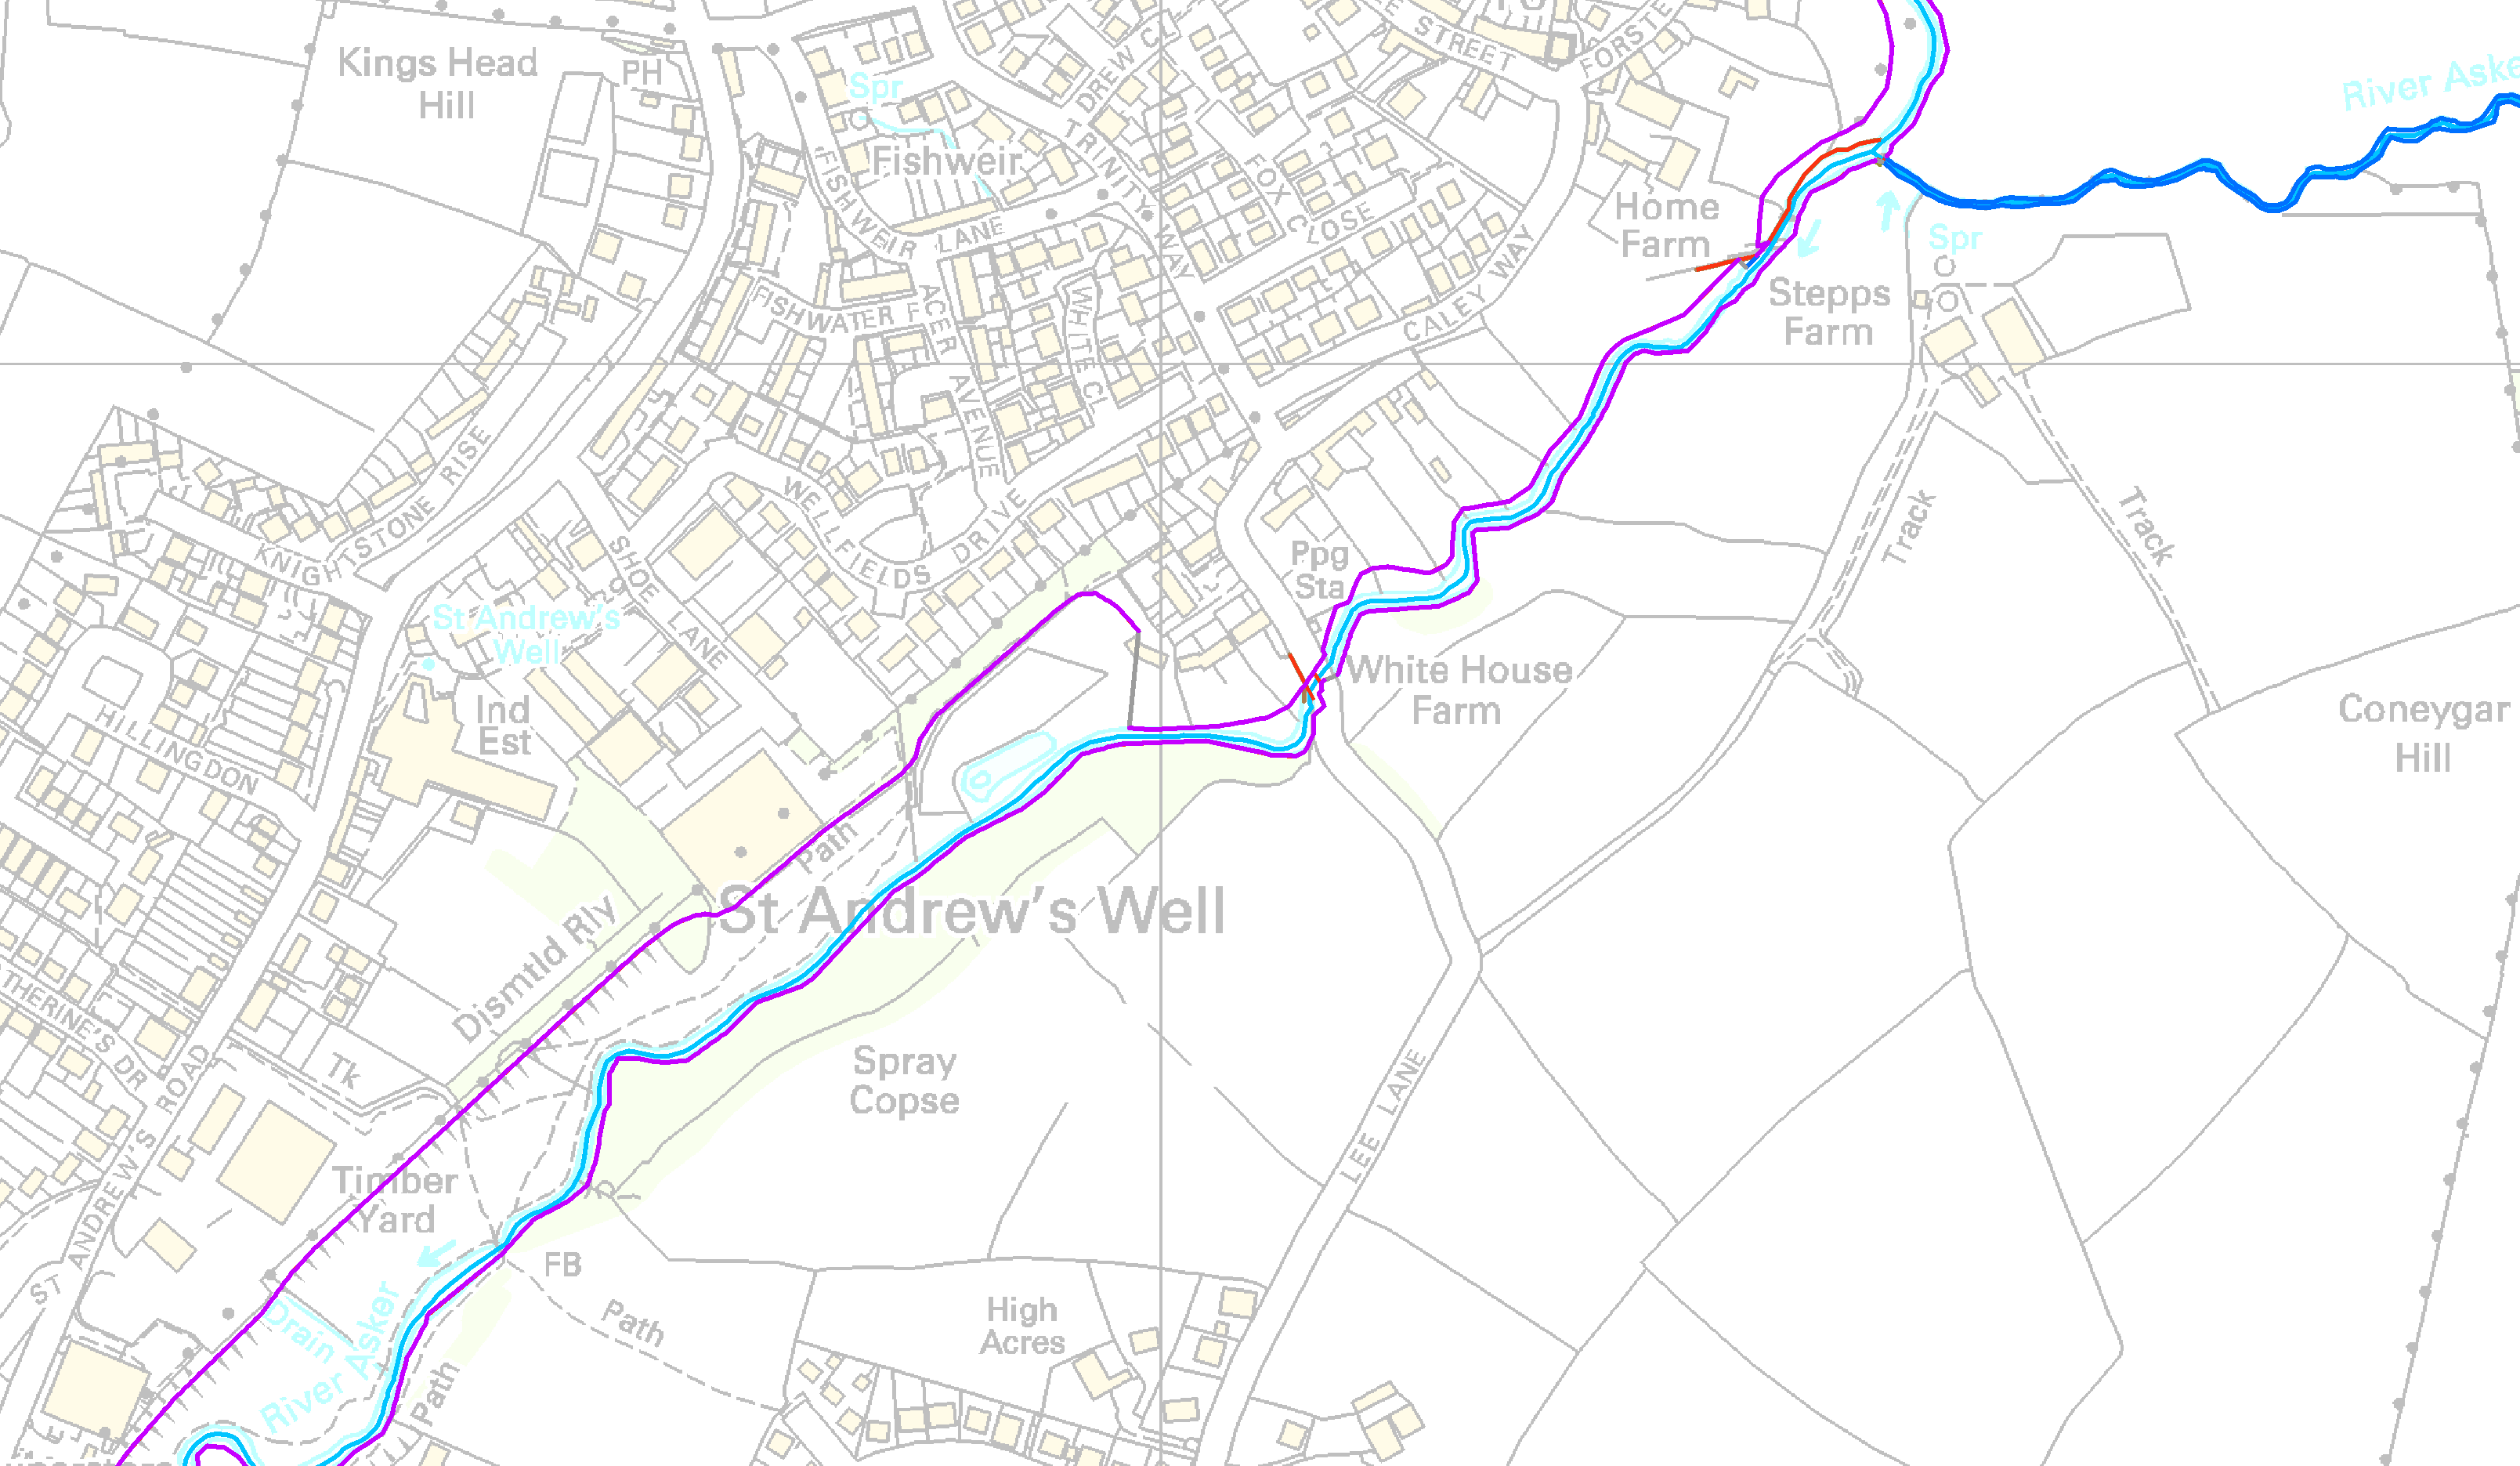 Kings Head
Hill
PH
Spr
Fishweir
DREW CL
STREET
TRINITY
WAY
FISHWEIR LANE
FOX CLOSE
CALEY WAY
Home
Farm
River Aske
Spr
Stepps
Farm
FISHWATER
ACER
AVENUE
WHITE CL
KNIGHTSTONE RISE
WELLFIELDS DRIVE
SHOE LANE
St Andrew's
Well
Ind
Est
Ppg
Sta
Track
Track
White House
Farm
Coneygar
Hill
HILLINGDON
Path
St Andrew's Well
Dismtld Rly
Spray
Copse
Tk
THERINE'S DR
ST ANDREW'S ROAD
Timber
Yard
LEE LANE
FB
Path
High
Acres
Drain
River Asker
Path